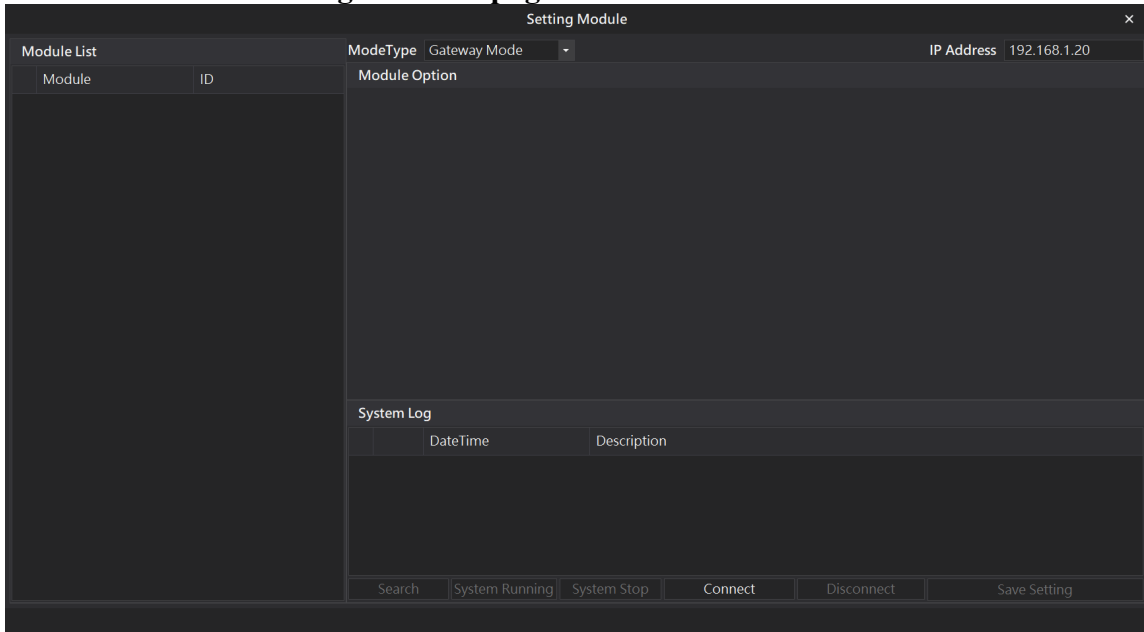 Setting Module ×
Module List
ModeType Gateway Mode
IP Address 192.168.1.20
Module ID
Module Option
System Log
DateTime Description
Search System Running System Stop Connect Disconnect Save Setting